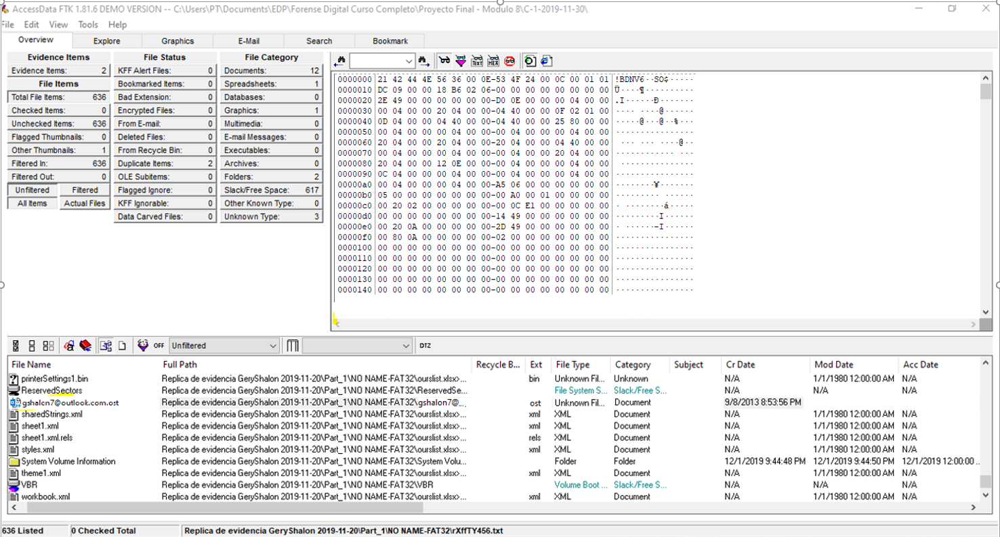 AccessData FTK 1.81.6 DEMO VERSION -- C:\Users\PT\Documents\EDP\Forense Digital Curso Completo\Proyecto Final - Modulo 8\C-1-2019-11-30\
File Edit View Tools Help
Overview Explore Graphics E-Mail Search Bookmark
Evidence Items File Status File Category
Evidence Items: 2 KFF Alert Files: 0 Documents: 12
File Items Bookmarked Items: 0 Spreadsheets: 1
Total File Items: 636 Bad Extension: 0 Databases: 0
Checked Items: 0 Encrypted Files: 0 Graphics: 1
Unchecked Items: 636 From E-mail: 0 Multimedia: 0
Flagged Thumbnails: 0 Deleted Files: 0 E-mail Messages: 0
Other Thumbnails: 1 From Recycle Bin: 0 Executables: 0
Filtered In: 636 Duplicate Items: 2 Archives: 0
Filtered Out: 0 OLE Subitems: 0 Folders: 2
Unfiltered Filtered Flagged Ignore: 0 Slack/Free Space: 617
All Items Actual Files KFF Ignorable: 0 Other Known Type: 0
Data Carved Files: 0 Unknown Type: 3
TEXT HEX
0000000 21 42 44 4E 56 36 00 0E-53 4F 24 00 0C 00 01 01 !BDNV6··SO$·····
0000010 DC 09 00 00 18 B6 02 06-00 00 00 00 00 00 00 00 Ü····¶··········
0000020 2E 49 00 00 00 00 00 00-D0 0E 00 00 00 00 04 00 .I······Ð·······
0000030 00 04 00 00 20 04 00 00-04 40 00 00 0F 02 01 00 ···· ····@······
0000040 0D 04 00 00 04 40 00 00-04 40 00 00 25 80 00 00 ·····@···@··%···
0000050 00 04 00 00 00 04 00 00-00 04 00 00 00 04 00 00 ················
0000060 20 04 00 00 20 04 00 00-20 04 00 00 04 40 00 00 ··· ··· ····@··
0000070 00 04 00 00 00 04 00 00-04 00 04 00 20 04 00 00 ············ ···
0000080 20 04 00 00 12 0E 00 00-00 04 00 00 00 04 00 00 ···············
0000090 0C 04 00 00 00 04 00 00-00 04 00 00 00 04 00 00 ················
00000a0 00 04 00 00 00 04 00 00-A5 06 00 00 00 00 00 00 ········¥·······
00000b0 05 00 00 00 00 00 00 00-00 A0 00 01 00 00 00 00 ········· ······
00000c0 00 20 02 00 00 00 00 00-00 0C E1 00 00 00 00 00 · ········á·····
00000d0 00 00 00 00 00 00 00 00-14 49 00 00 00 00 00 00 ·········I······
00000e0 00 20 0A 00 00 00 00 00-2D 49 00 00 00 00 00 00 · ······-I······
00000f0 00 80 0A 00 00 00 00 00-02 00 00 00 00 00 00 00 ················
0000100 00 00 00 00 00 00 00 00-00 00 00 00 00 00 00 00 ················
0000110 00 00 00 00 00 00 00 00-00 00 00 00 00 00 00 00 ················
0000120 00 00 00 00 00 00 00 00-00 00 00 00 00 00 00 00 ················
0000130 00 00 00 00 00 00 00 00-00 00 00 00 00 00 00 00 ················
0000140 00 00 00 00 00 00 00 00-00 00 00 00 00 00 00 00 ················
OFF Unfiltered DTZ
File Name Full Path Recycle B... Ext File Type Category Subject Cr Date Mod Date Acc Date
printerSettings1.bin Replica de evidencia GeryShalon 2019-11-20\Part_1\NO NAME-FAT32\ourslist.xlsx>... bin Unknown Fil... Unknown N/A 1/1/1980 12:00:00 AM N/A
ReservedSectors Replica de evidencia GeryShalon 2019-11-20\Part_1\NO NAME-FAT32\ReservedSe... File System S... Slack/Free S... N/A N/A N/A
gshalcn7@outlook.com.ost Replica de evidencia GeryShalon 2019-11-20\Part_1\NO NAME-FAT32\gshalon7@... ost Unknown Fil... Document 9/8/2013 8:53:56 PM
sharedStrings.xml Replica de evidencia GeryShalon 2019-11-20\Part_1\NO NAME-FAT32\ourslist.xlsx>... xml XML Document N/A 1/1/1980 12:00:00 AM N/A
sheet1.xml Replica de evidencia GeryShalon 2019-11-20\Part_1\NO NAME-FAT32\ourslist.xlsx>... xml XML Document N/A 1/1/1980 12:00:00 AM N/A
sheet1.xml.rels Replica de evidencia GeryShalon 2019-11-20\Part_1\NO NAME-FAT32\ourslist.xlsx>... rels XML Document N/A 1/1/1980 12:00:00 AM N/A
styles.xml Replica de evidencia GeryShalon 2019-11-20\Part_1\NO NAME-FAT32\ourslist.xlsx>... xml XML Document N/A 1/1/1980 12:00:00 AM N/A
System Volume Information Replica de evidencia GeryShalon 2019-11-20\Part_1\NO NAME-FAT32\System Volu... Folder Folder 12/1/2019 9:44:48 PM 12/1/2019 9:44:50 PM 12/1/2019 12:00:00 ..
theme1.xml Replica de evidencia GeryShalon 2019-11-20\Part_1\NO NAME-FAT32\ourslist.xlsx>... xml XML Document N/A 1/1/1980 12:00:00 AM N/A
VBR Replica de evidencia GeryShalon 2019-11-20\Part_1\NO NAME-FAT32\VBR Volume Boot ... Slack/Free S... N/A N/A N/A
workbook.xml Replica de evidencia GeryShalon 2019-11-20\Part_1\NO NAME-FAT32\ourslist.xlsx>... xml XML Document N/A 1/1/1980 12:00:00 AM N/A
636 Listed 0 Checked Total Replica de evidencia GeryShalon 2019-11-20\Part_1\NO NAME-FAT32\rXffTY456.txt